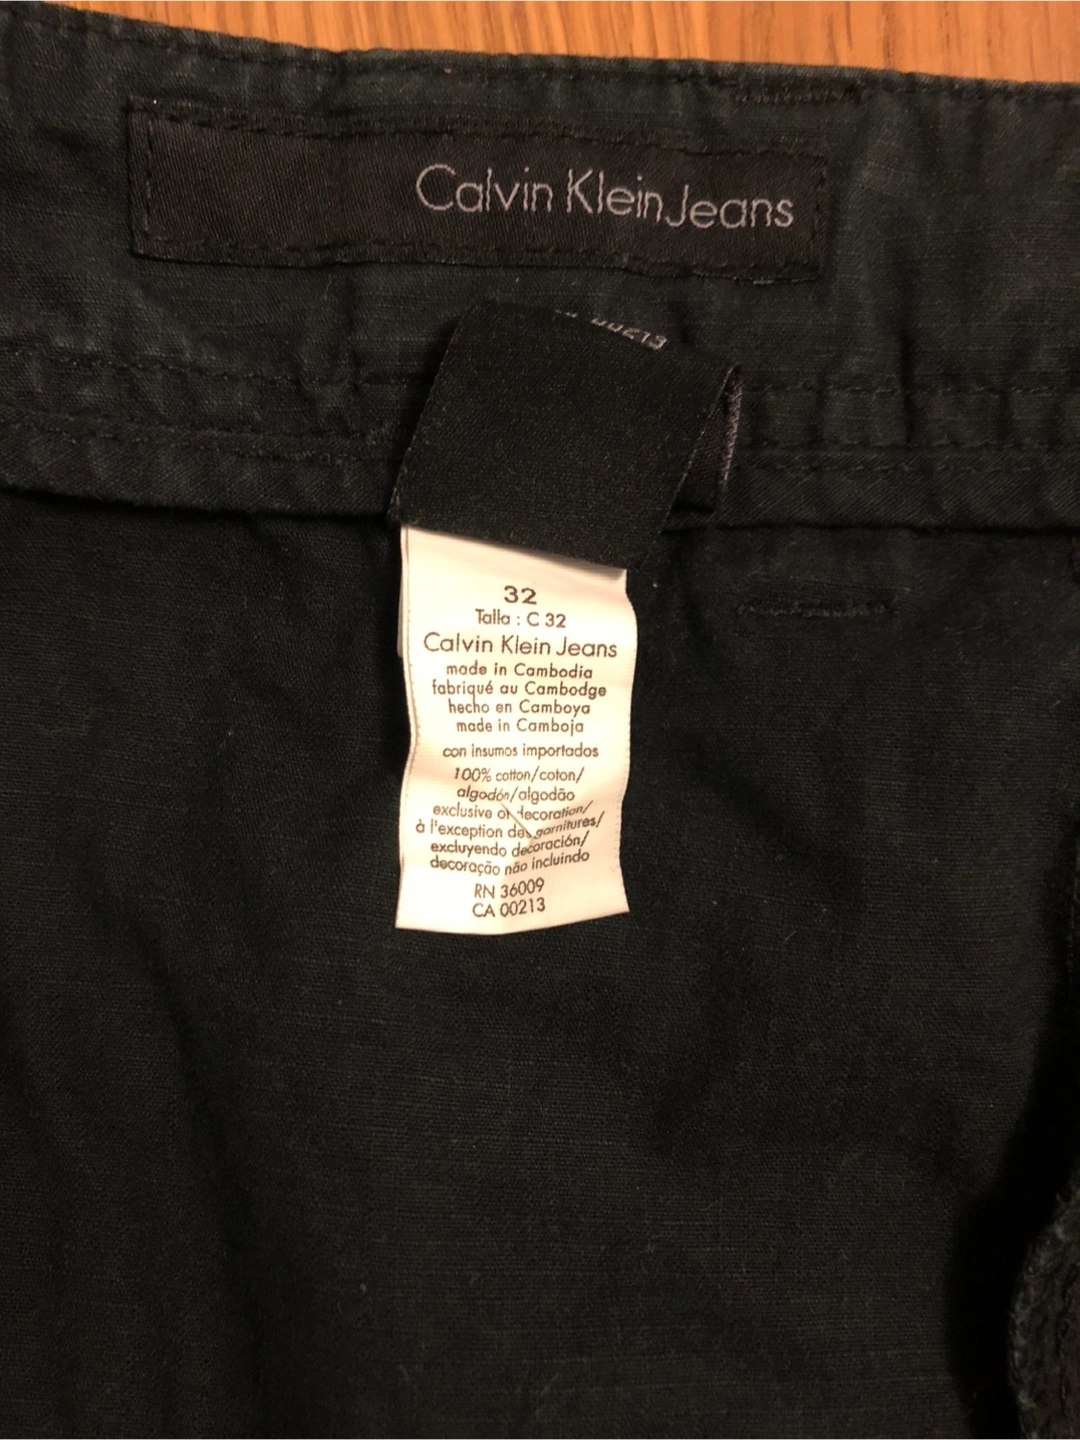 Calvin Klein Jeans
00213
32
Talla : C 32
Calvin Klein Jeans
made in Cambodia
fabriqué au Cambodge
hecho en Camboya
made in Camboja
con insumos importados
100% cotton/coton/
algodón/algodão
exclusive of decoration/
à l'exception des garnitures/
excluyendo decoración/
decoração não incluindo
RN 36009
CA 00213